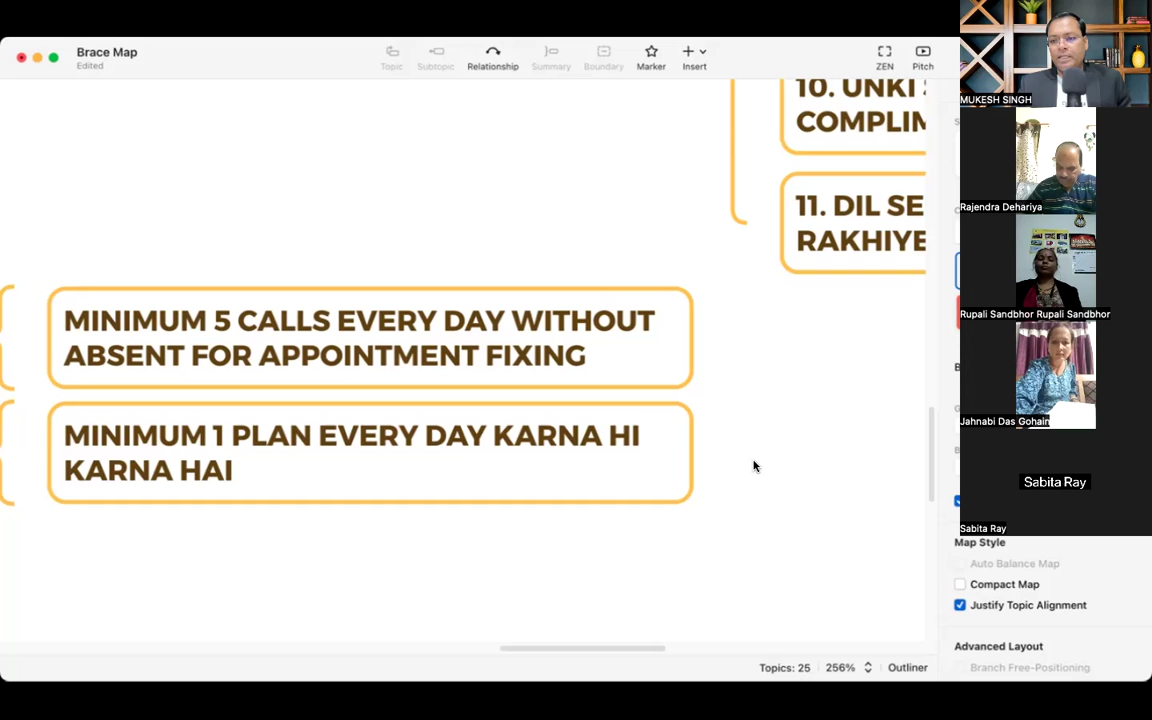 Brace Map
Edited
Topic
Subtopic
Relationship
Summary
Boundary
Marker
Insert
ZEN
Pitch
MUKESH SINGH
10. UNKI
COMPLIM
11. DIL SE
RAKHIYE
Rajendra Dehariya
Rupali Sandbhor Rupali Sandbhor
MINIMUM 5 CALLS EVERY DAY WITHOUT
ABSENT FOR APPOINTMENT FIXING
MINIMUM 1 PLAN EVERY DAY KARNA HI
KARNA HAI
Jahnabi Das Gohain
Sabita Ray
Sabita Ray
Map Style
Auto Balance Map
Compact Map
Justify Topic Alignment
Advanced Layout
Branch Free-Positioning
Topics: 25
256%
Outliner